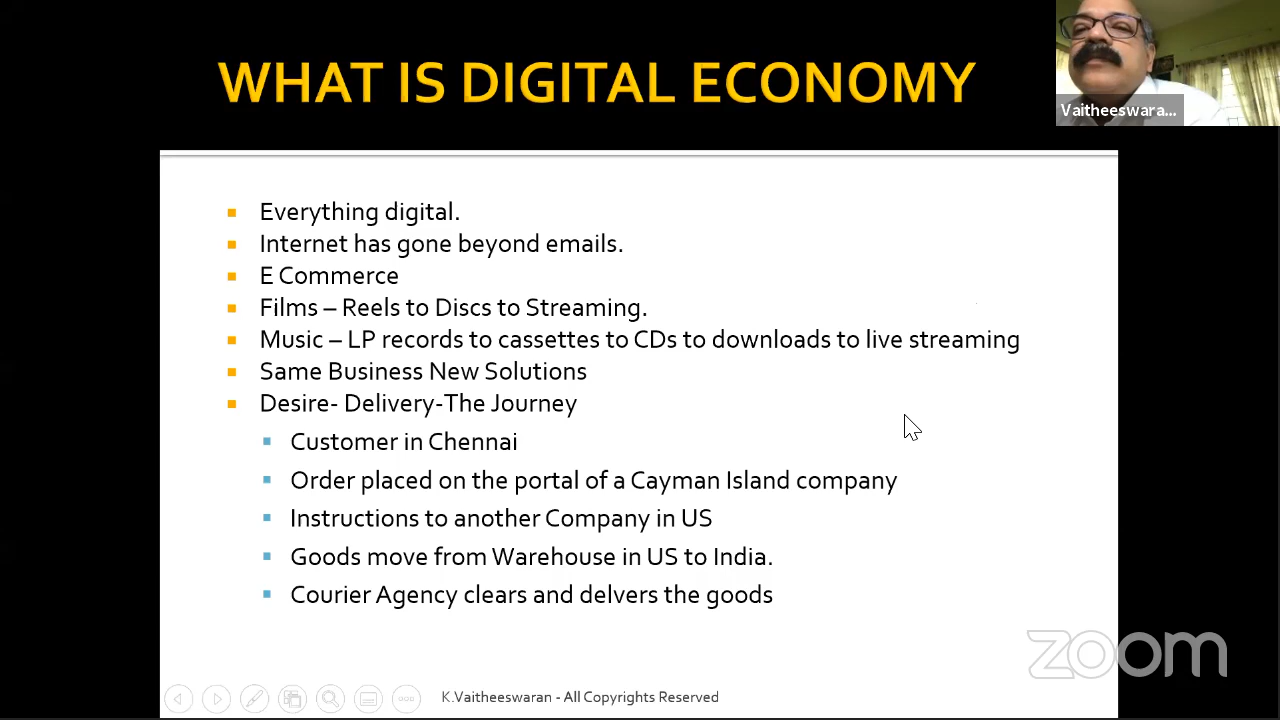 WHAT IS DIGITAL ECONOMY
Vaitheeswara...
Everything digital.
Internet has gone beyond emails.
E Commerce
Films – Reels to Discs to Streaming.
Music – LP records to cassettes to CDs to downloads to live streaming
Same Business New Solutions
Desire- Delivery-The Journey
Customer in Chennai
Order placed on the portal of a Cayman Island company
Instructions to another Company in US
Goods move from Warehouse in US to India.
Courier Agency clears and delvers the goods
zoom
K.Vaitheeswaran - All Copyrights Reserved